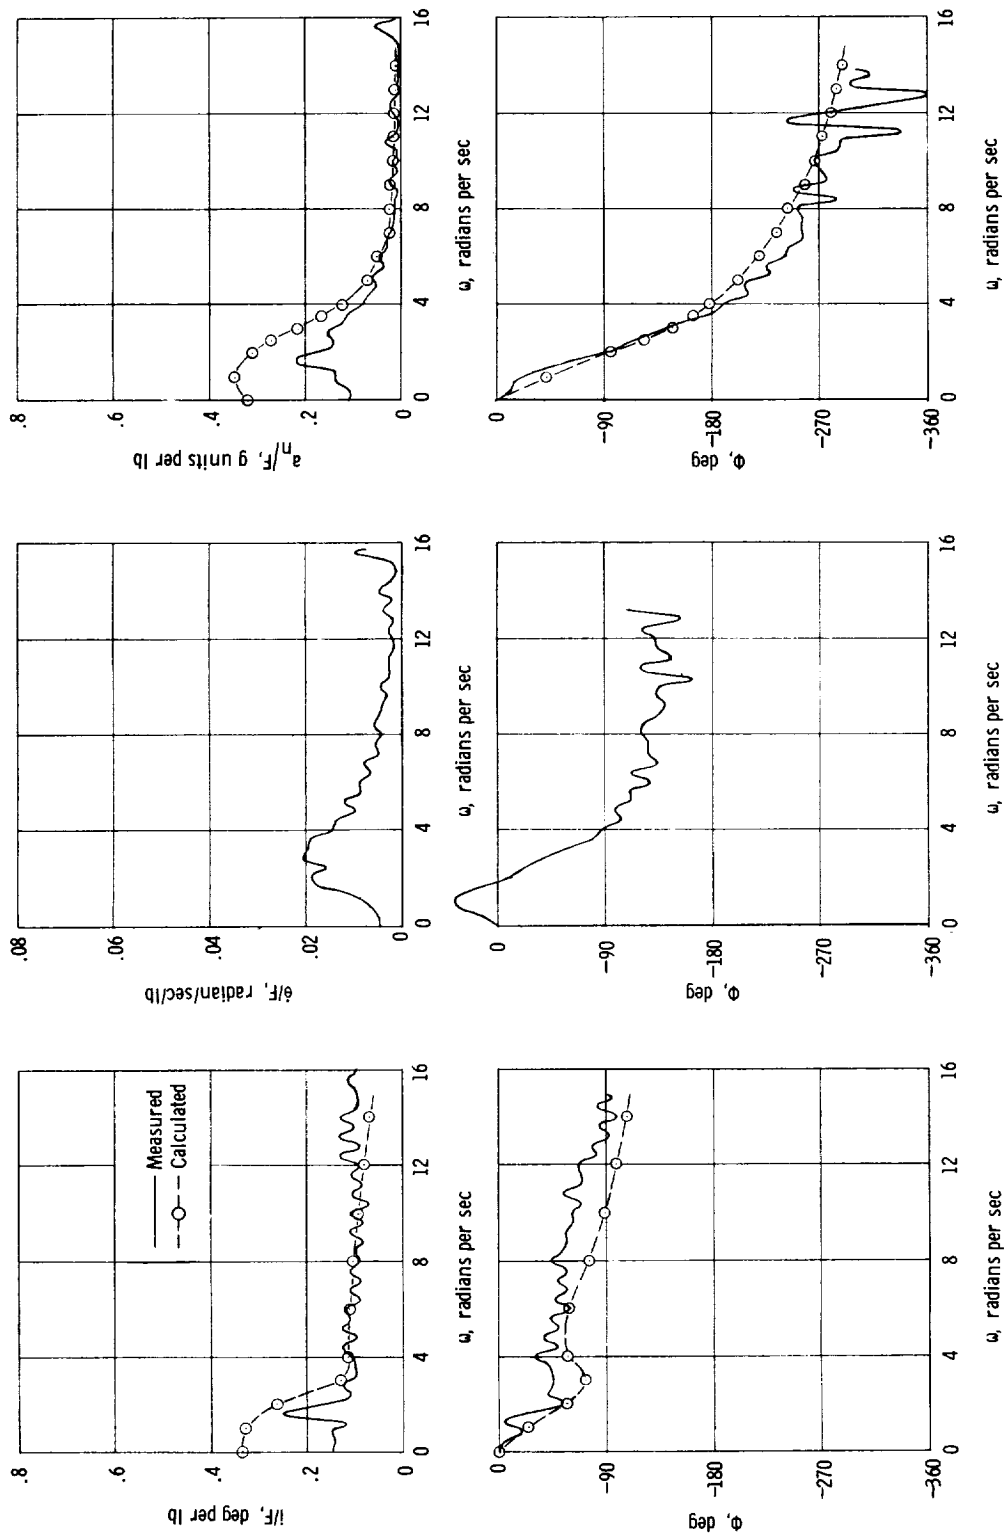 .8
.6
.4
.2
0
i/F, deg per lb
Measured
Calculated
0 4 8 12 16
ω, radians per sec
0
-90
-180
-270
-360
Φ, deg
0 4 8 12 16
ω, radians per sec
.08
.06
.04
.02
0
θ̇/F, radian/sec/lb
0 4 8 12 16
ω, radians per sec
0
-90
-180
-270
-360
Φ, deg
0 4 8 12 16
ω, radians per sec
.8
.6
.4
.2
0
aₙ/F, g units per lb
0 4 8 12 16
ω, radians per sec
0
-90
-180
-270
-360
Φ, deg
0 4 8 12 16
ω, radians per sec